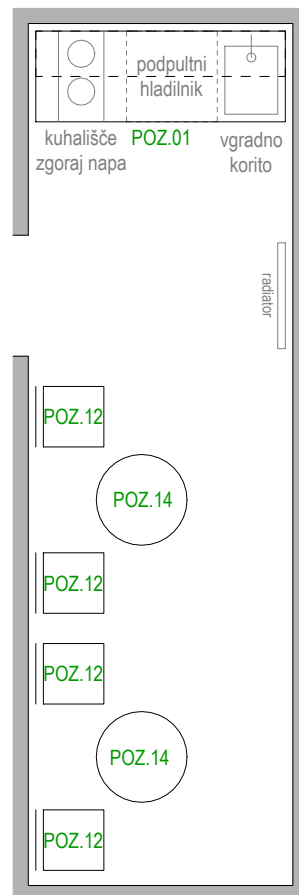 podpultni
hladilnik
kuhališče
zgoraj napa
POZ.01
vgradno
korito
radiator
POZ.12
POZ.14
POZ.12
POZ.12
POZ.14
POZ.12